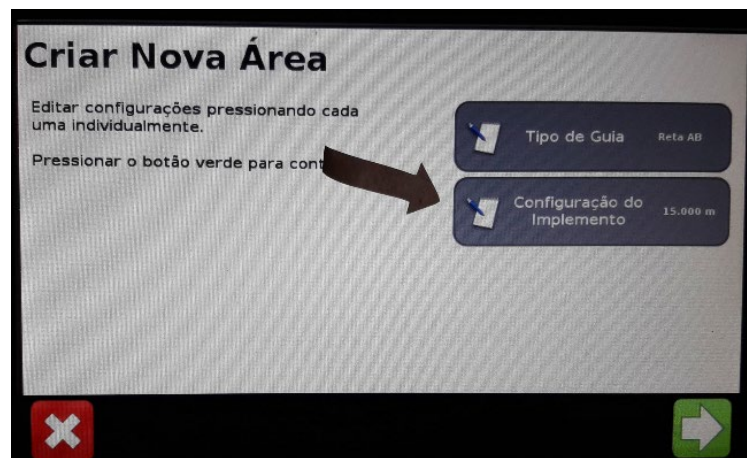 Criar Nova Área
Editar configurações pressionando cada
uma individualmente.
Pressionar o botão verde para
Tipo de Guia
Reta AB
Configuração do
Implemento
15.000 m